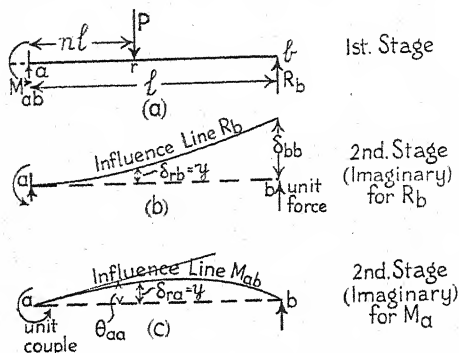 P
nl
1st. Stage
a
r
b
M_ab
l
R_b
(a)
Influence Line R_b
δ_bb
2nd. Stage
(Imaginary)
for R_b
a
δ_rb=y
b
unit
force
(b)
Influence Line M_ab
2nd. Stage
(Imaginary)
for M_a
a
δ_ra=y
b
unit
couple
θ_aa
(c)